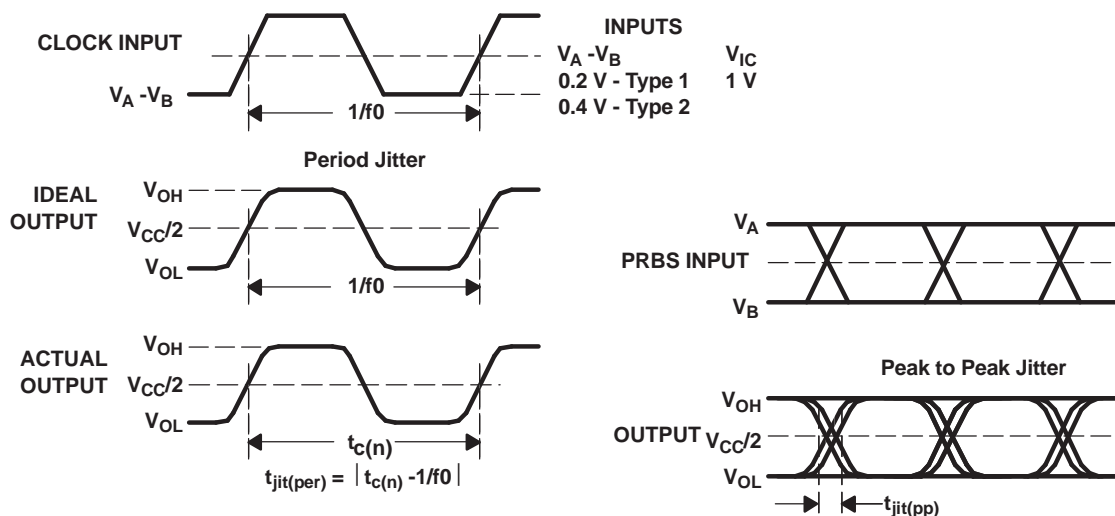 CLOCK INPUT
V_A -V_B
1/f0
INPUTS
V_A -V_B V_IC
0.2 V - Type 1 1 V
0.4 V - Type 2
Period Jitter
IDEAL
OUTPUT
V_OH
V_CC/2
V_OL
1/f0
ACTUAL
OUTPUT
V_OH
V_CC/2
V_OL
t_c(n)
t_jit(per) = | t_c(n) -1/f0 |
V_A
PRBS INPUT
V_B
Peak to Peak Jitter
V_OH
OUTPUT V_CC/2
V_OL
t_jit(pp)